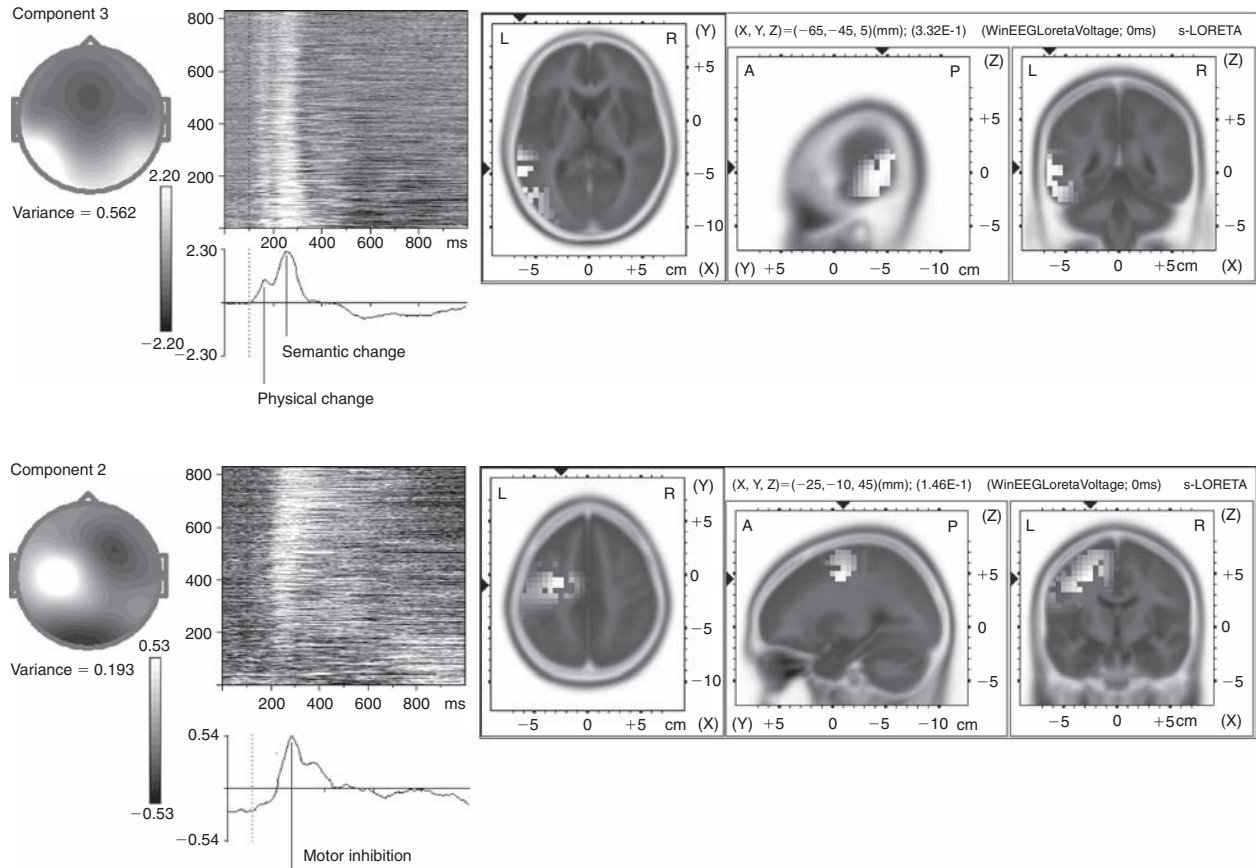 Component 3
2.20
Variance = 0.562
−2.20
800
600
400
200
200 400 600 800 ms
2.30
−2.30
Semantic change
Physical change
L R (Y)
+5
0
−5
−10
−5 0 +5 cm (X)
(X, Y, Z)=(−65,−45, 5)(mm); (3.32E-1) (WinEEGLoretaVoltage; 0ms) s-LORETA
A P (Z)
+5
0
−5
(Y) +5 0 −5 −10 cm
L R (Z)
+5
0
−5
−5 0 +5cm (X)
Component 2
0.53
Variance = 0.193
−0.53
800
600
400
200
200 400 600 800 ms
0.54
−0.54
Motor inhibition
L R (Y)
+5
0
−5
−10
−5 0 +5 cm (X)
(X, Y, Z)=(−25,−10, 45)(mm); (1.46E-1) (WinEEGLoretaVoltage; 0ms) s-LORETA
A P (Z)
+5
0
−5
(Y) +5 0 −5 −10 cm
L R (Z)
+5
0
−5
−5 0 +5cm (X)